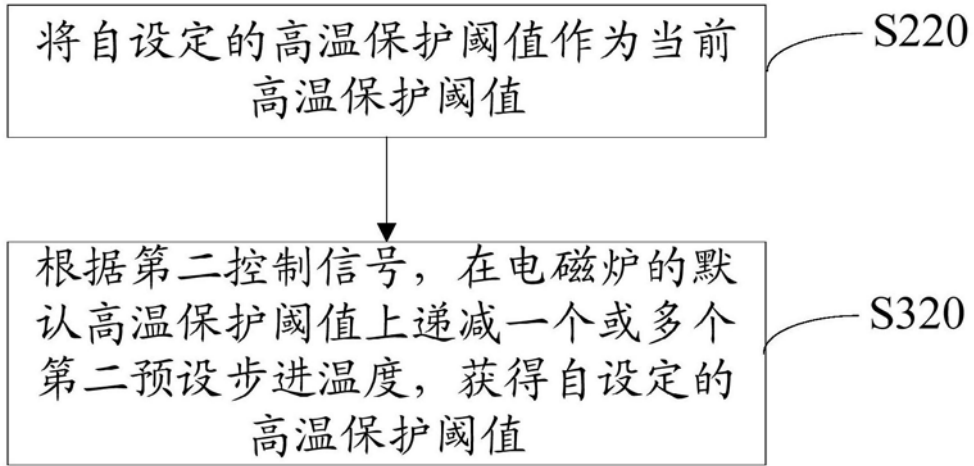 将自设定的高温保护阈值作为当前
高温保护阈值
S220
根据第二控制信号，在电磁炉的默
认高温保护阈值上递减一个或多个
第二预设步进温度，获得自设定的
高温保护阈值
S320